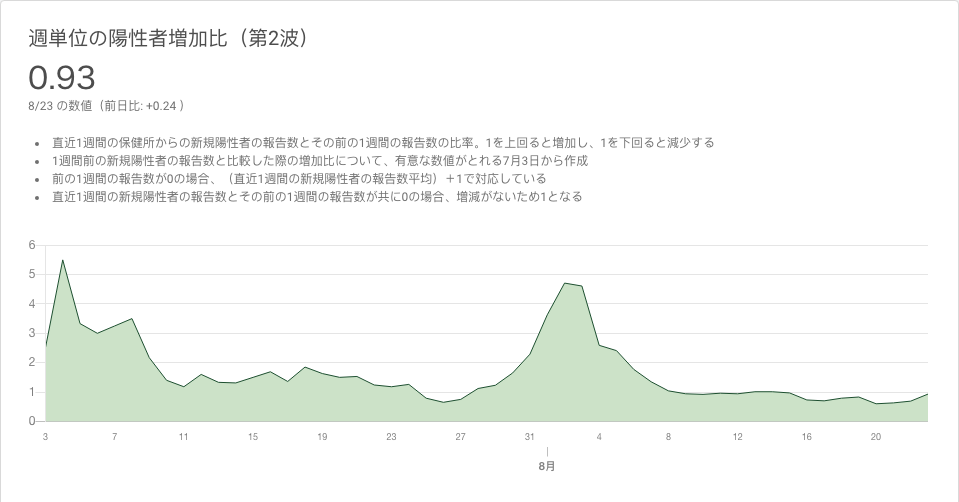 週単位の陽性者増加比（第2波）
0.93
8/23 の数値（前日比: +0.24 ）
• 直近1週間の保健所からの新規陽性者の報告数とその前の1週間の報告数の比率。1を上回ると増加し、1を下回ると減少する
• 1週間前の新規陽性者の報告数と比較した際の増加比について、有意な数値がとれる7月3日から作成
• 前の1週間の報告数が0の場合、（直近1週間の新規陽性者の報告数平均）＋1で対応している
• 直近1週間の新規陽性者の報告数とその前の1週間の報告数が共に0の場合、増減がないため1となる
6
5
4
3
2
1
0
3 7 11 15 19 23 27 31 4 8 12 16 20
8月